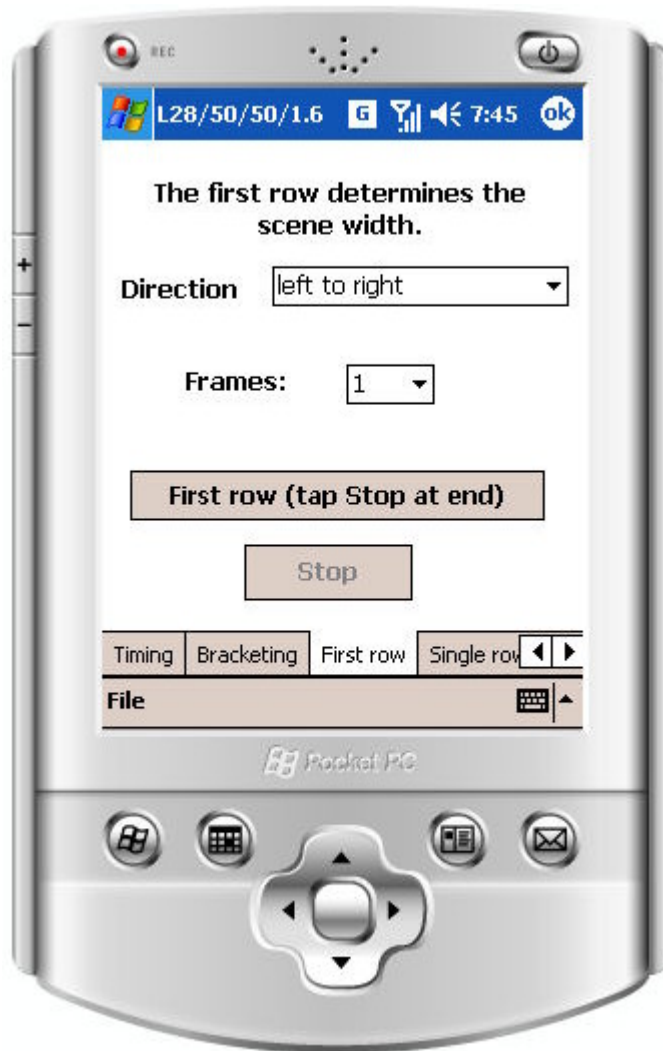 REC
L28/50/50/1.6 G 7:45 ok
The first row determines the
scene width.
Direction left to right
Frames: 1
First row (tap Stop at end)
Stop
Timing Bracketing First row Single row
File
Pocket PC